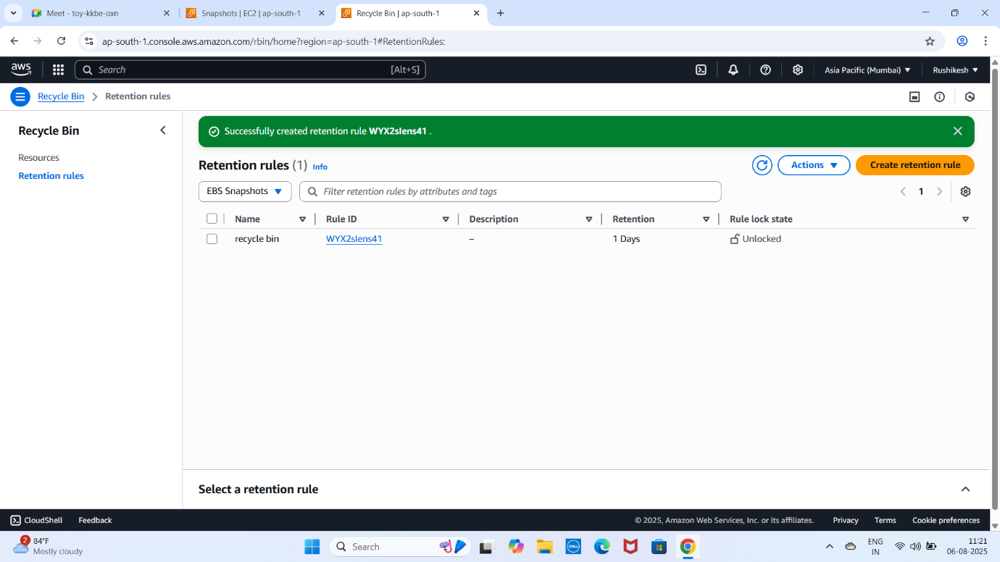 Meet - toy-kkbe-oxn
Snapshots | EC2 | ap-south-1
Recycle Bin | ap-south-1
ap-south-1.console.aws.amazon.com/rbin/home?region=ap-south-1#RetentionRules:
aws
Search
[Alt+S]
Asia Pacific (Mumbai)
Rushikesh
Recycle Bin
Retention rules
Recycle Bin
Resources
Retention rules
Successfully created retention rule WYX2sIens41 .
Retention rules (1) Info
Actions
Create retention rule
EBS Snapshots
Filter retention rules by attributes and tags
1
Name
Rule ID
Description
Retention
Rule lock state
recycle bin
WYX2sIens41
–
1 Days
Unlocked
Select a retention rule
CloudShell
Feedback
© 2025, Amazon Web Services, Inc. or its affiliates.
Privacy
Terms
Cookie preferences
2
84°F
Mostly cloudy
Search
DELL
ENG
IN
11:21
06-08-2025